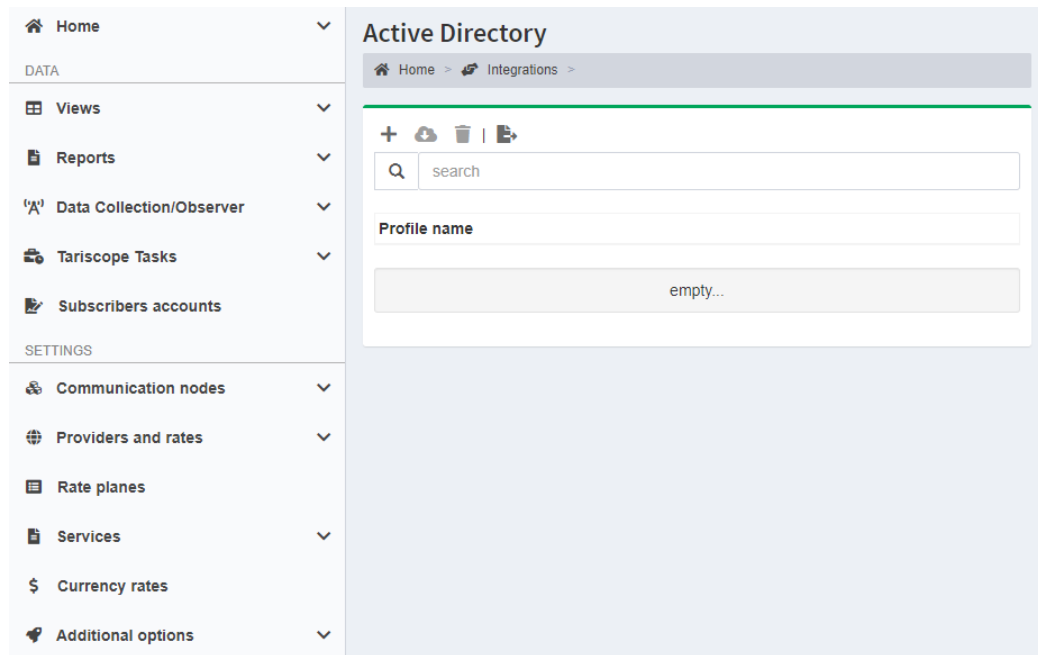 Home
DATA
Views
Reports
Data Collection/Observer
Tariscope Tasks
Subscribers accounts
SETTINGS
Communication nodes
Providers and rates
Rate planes
Services
Currency rates
Additional options
Active Directory
Home > Integrations >
search
Profile name
empty...